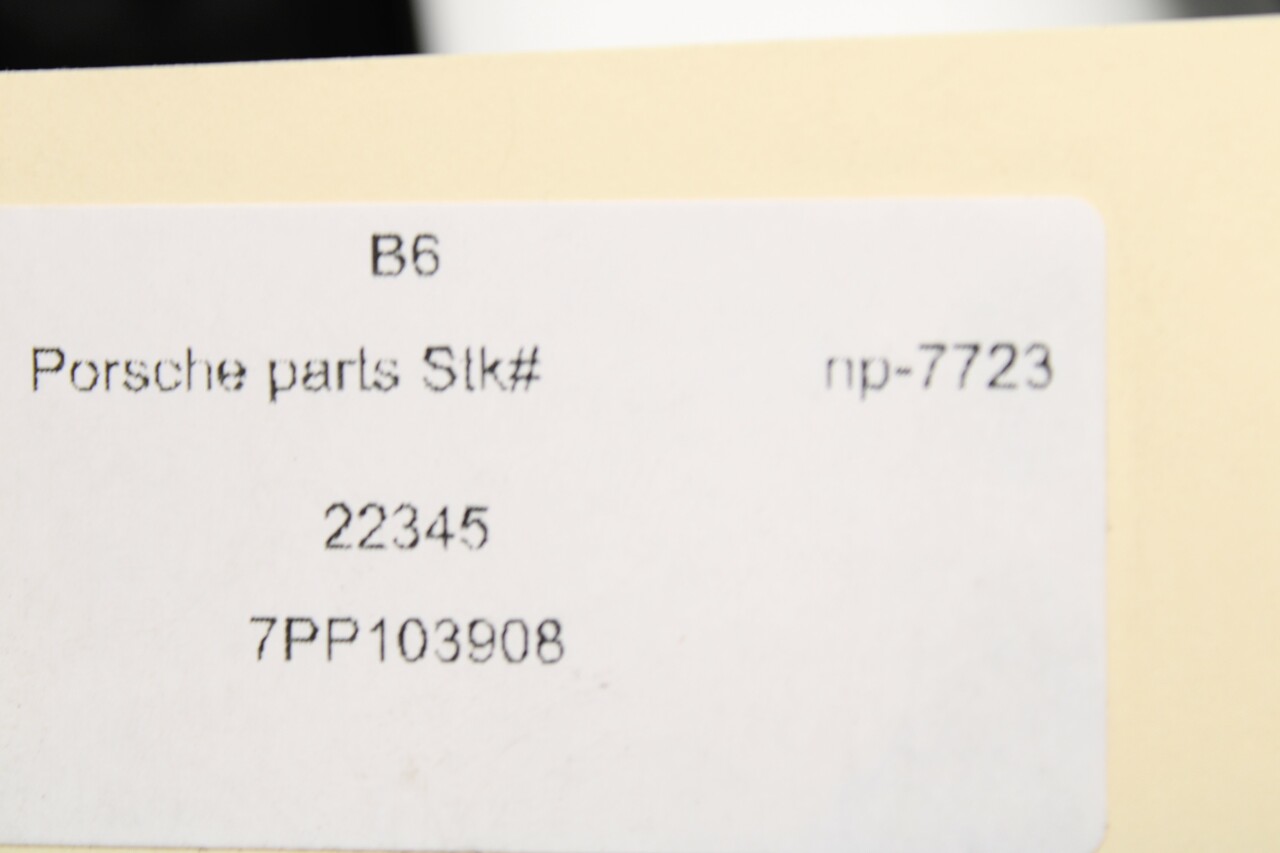 B6
Porsche parts Stk# np-7723
22345
7PP103908